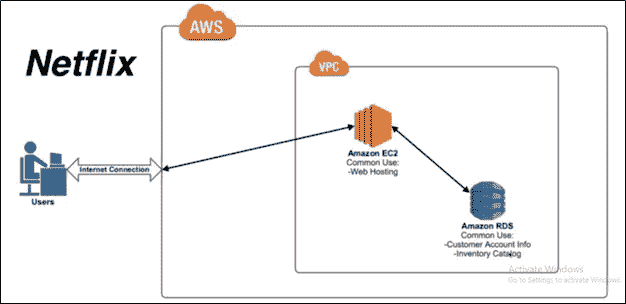 AWS
Netflix
VPC
Amazon EC2
Common Use:
-Web Hosting
Internet Connection
Users
Amazon RDS
Common Use:
-Customer Account Info
-Inventory Catalog
Activate Windows
Go to Settings to activate Windows.